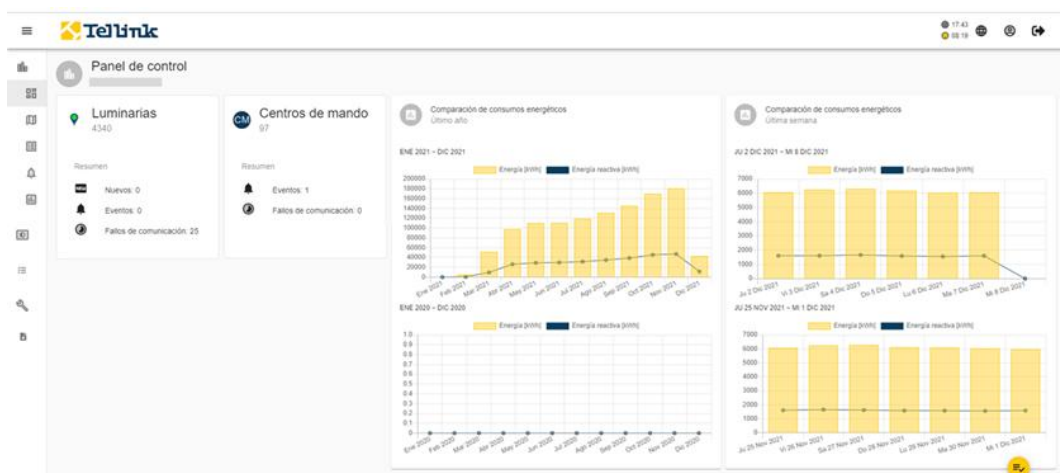 Tellink
17:43
08:19
Panel de control
Luminarias
4340
Resumen
Nuevos: 0
Eventos: 0
Fallos de comunicación: 25
CM
Centros de mando
97
Resumen
Eventos: 1
Fallos de comunicación: 0
Comparación de consumos energéticos
Último año
ENE 2021 – DIC 2021
Energía [kWh] Energía reactiva [kWh]
200000
180000
160000
140000
120000
100000
80000
60000
40000
20000
0
Ene 2021 Feb 2021 Mar 2021 Abr 2021 May 2021 Jun 2021 Jul 2021 Ago 2021 Sep 2021 Oct 2021 Nov 2021 Dic 2021
ENE 2020 – DIC 2020
Energía [kWh] Energía reactiva [kWh]
1.0
0.9
0.8
0.7
0.6
0.5
0.4
0.3
0.2
0.1
0
Ene 2020 Feb 2020 Mar 2020 Abr 2020 May 2020 Jun 2020 Jul 2020 Ago 2020 Sep 2020 Oct 2020 Nov 2020 Dic 2020
Comparación de consumos energéticos
Última semana
JU 2 DIC 2021 – MI 8 DIC 2021
Energía [kWh] Energía reactiva [kWh]
7000
6000
5000
4000
3000
2000
1000
0
Ju 2 Dic 2021 Vi 3 Dic 2021 Sa 4 Dic 2021 Do 5 Dic 2021 Lu 6 Dic 2021 Ma 7 Dic 2021 Mi 8 Dic 2021
JU 25 NOV 2021 – MI 1 DIC 2021
Energía [kWh] Energía reactiva [kWh]
7000
6000
5000
4000
3000
2000
1000
0
Ju 25 Nov 2021 Vi 26 Nov 2021 Sa 27 Nov 2021 Do 28 Nov 2021 Lu 29 Nov 2021 Ma 30 Nov 2021 Mi 1 Dic 2021